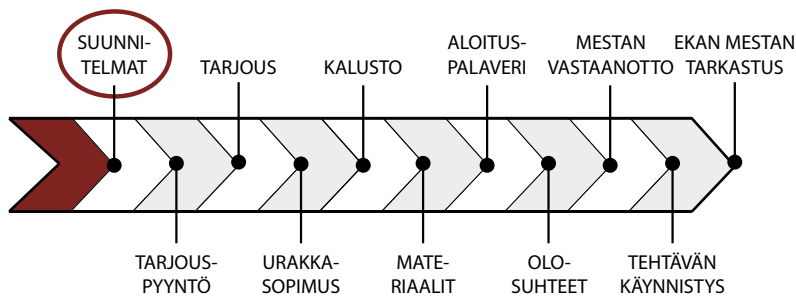 SUUNNI-
TELMAT
TARJOUS
KALUSTO
ALOITUS-
PALAVERI
MESTAN
VASTAANOTTO
EKAN MESTAN
TARKASTUS
TARJOUS-
PYYNTÖ
URAKKA-
SOPIMUS
MATE-
RIAALIT
OLO-
SUHTEET
TEHTÄVÄN
KÄYNNISTYS